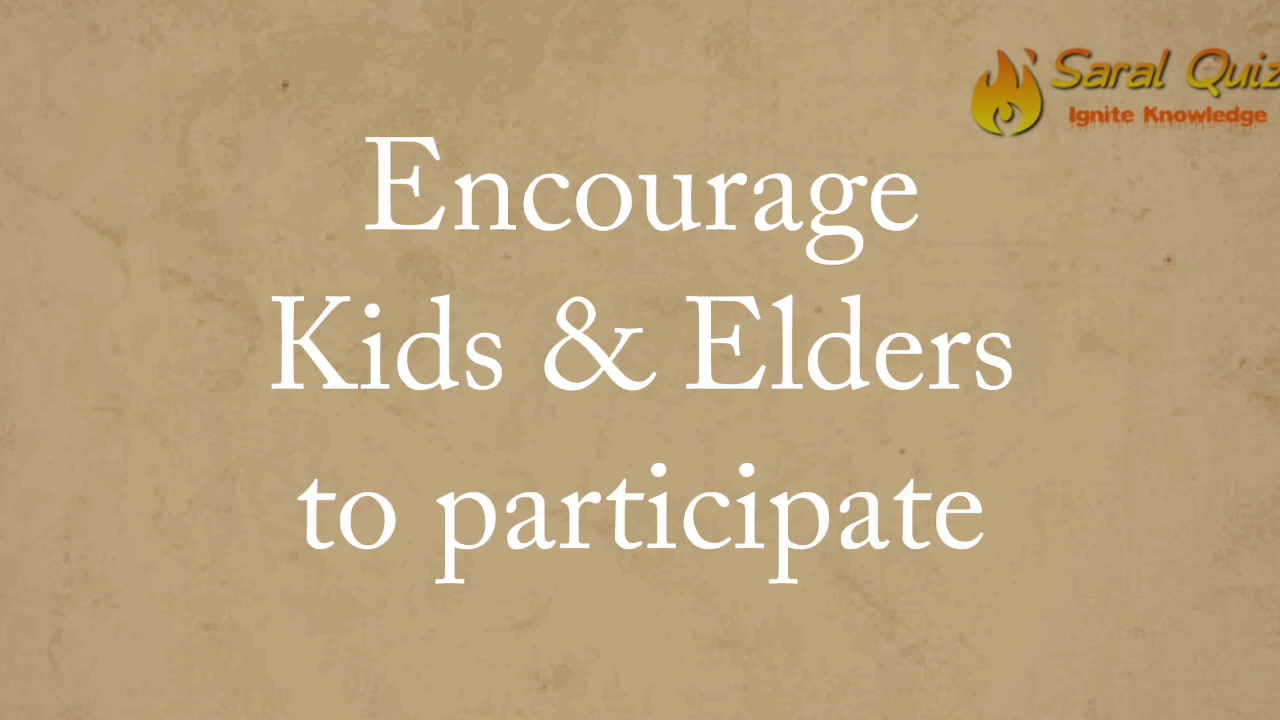 Saral Quiz
Ignite Knowledge
Encourage
Kids & Elders
to participate